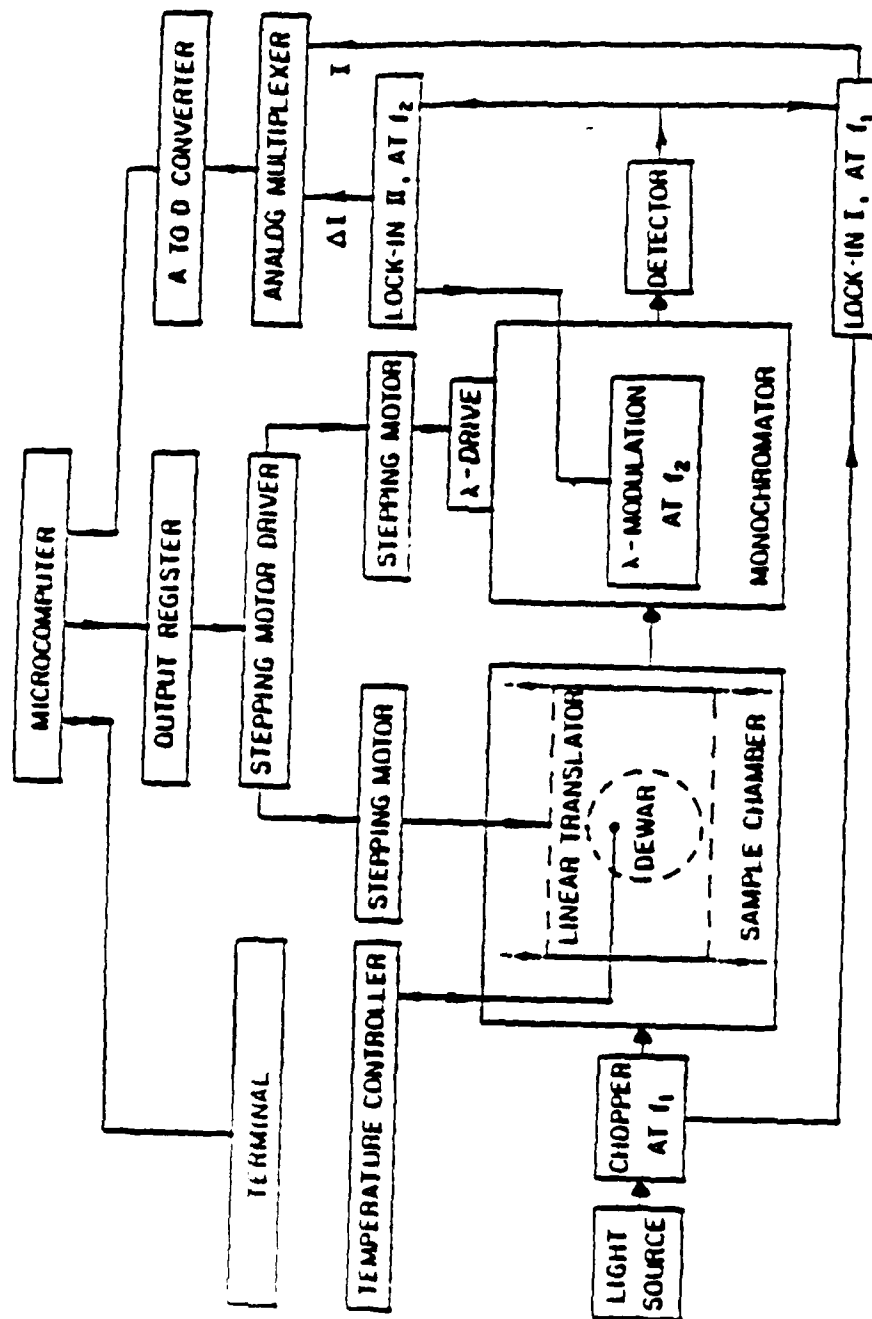 MICROCOMPUTER
OUTPUT REGISTER
STEPPING MOTOR DRIVER
A TO D CONVERTER
ANALOG MULTIPLEXER
TERMINAL
TEMPERATURE CONTROLLER
STEPPING MOTOR
STEPPING MOTOR
ΔI
I
LOCK-IN II, AT f₂
λ-DRIVE
LINEAR TRANSLATOR
DEWAR
SAMPLE CHAMBER
λ-MODULATION
AT f₂
MONOCHROMATOR
DETECTOR
LIGHT
SOURCE
CHOPPER
AT f₁
LOCK-IN I, AT f₁